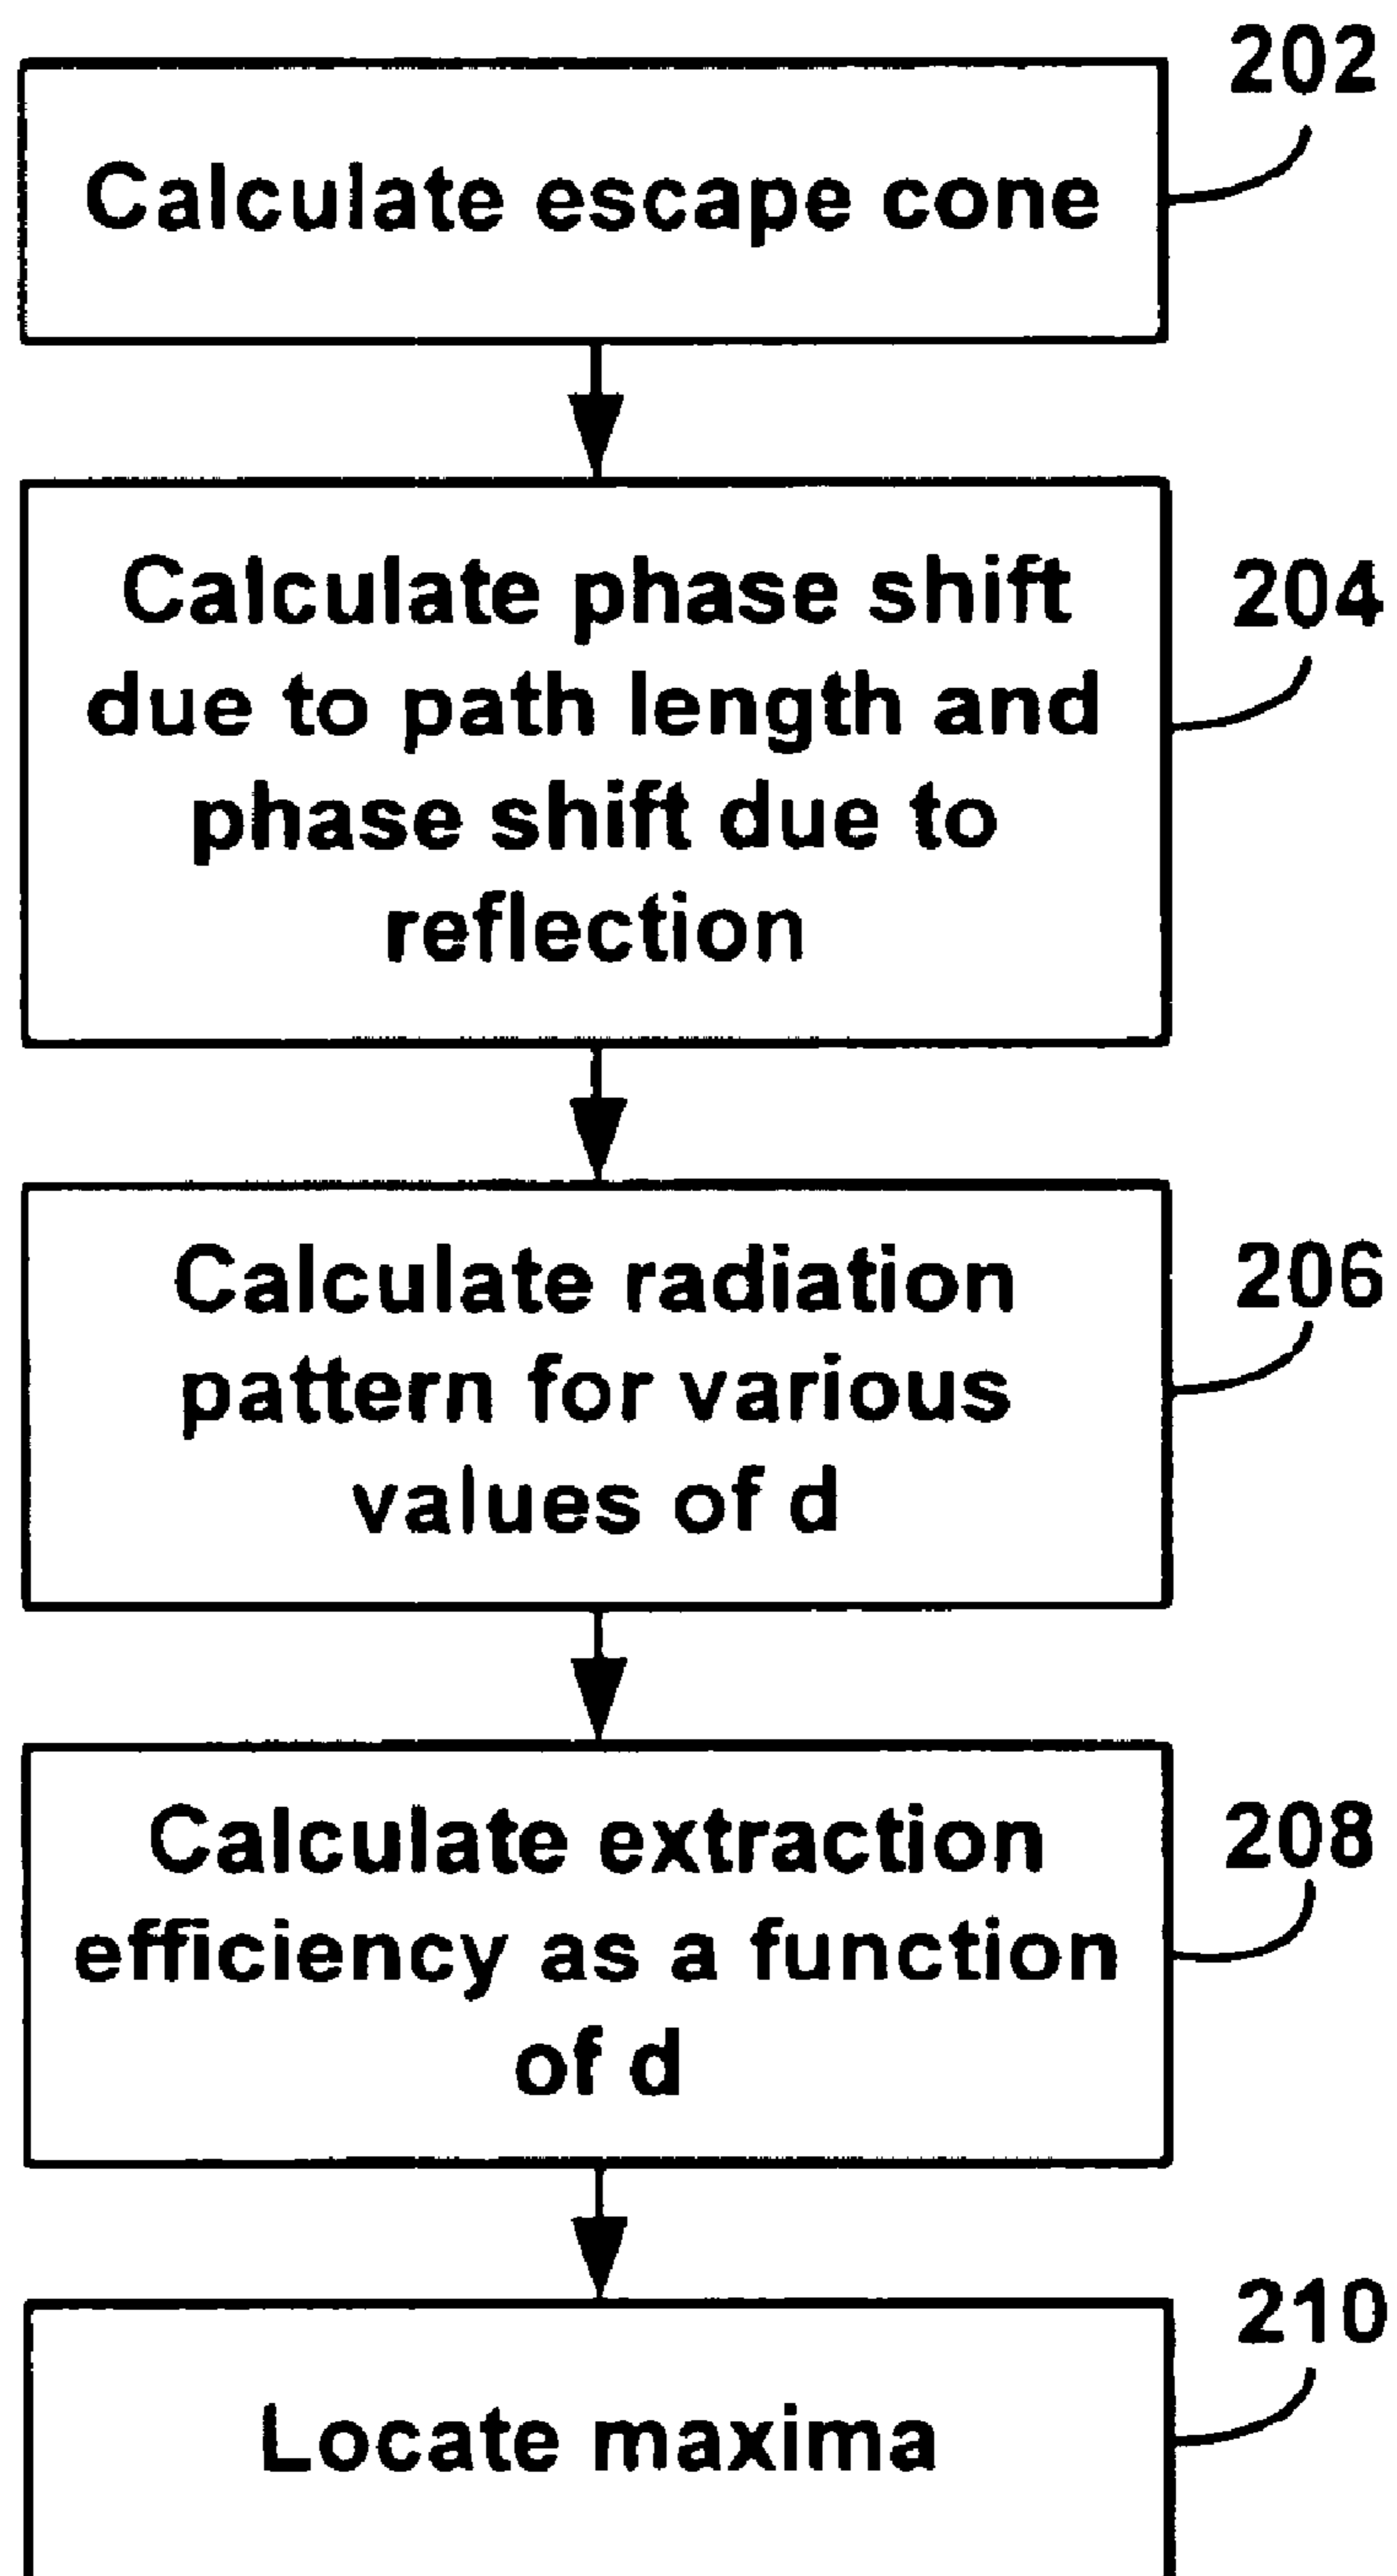 202
Calculate escape cone
204
Calculate phase shift
due to path length and
phase shift due to
reflection
206
Calculate radiation
pattern for various
values of d
208
Calculate extraction
efficiency as a function
of d
210
Locate maxima